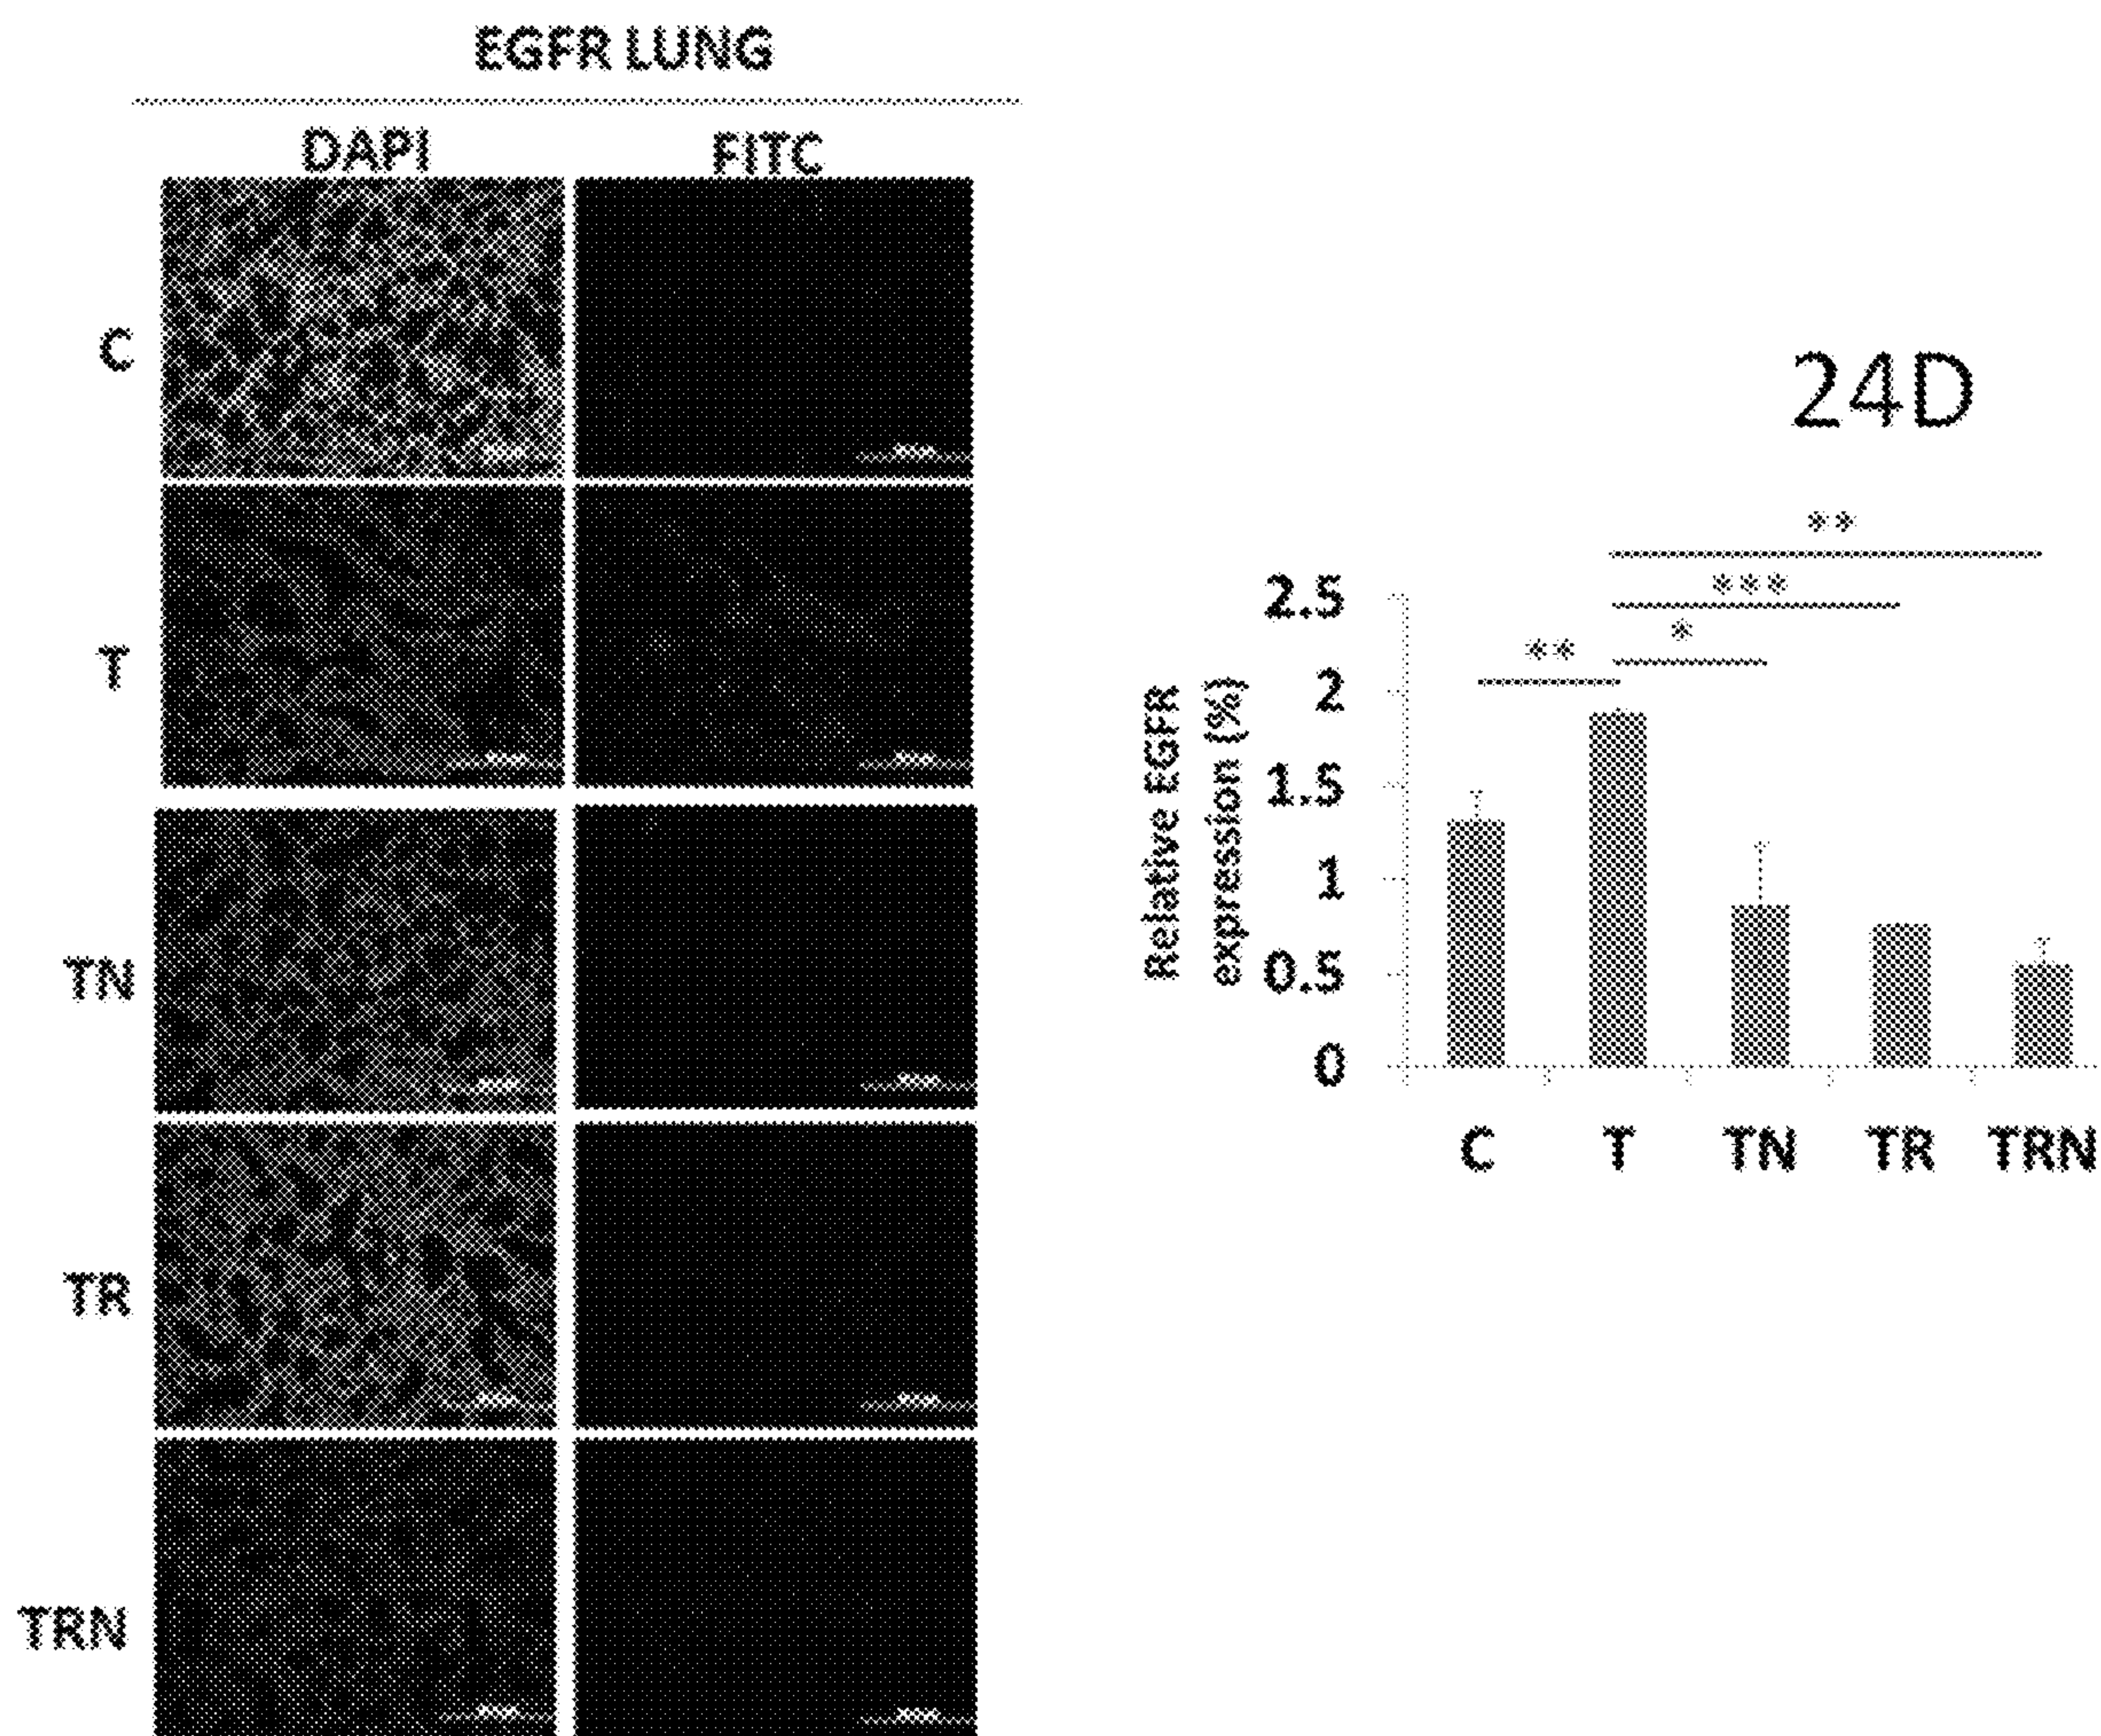 EGFR LUNG
DAPI FITC
C
T
TN
TR
TRN
24D
**
***
*
**
Relative EGFR
expression (%)
2.5
2
1.5
1
0.5
0
C T TN TR TRN